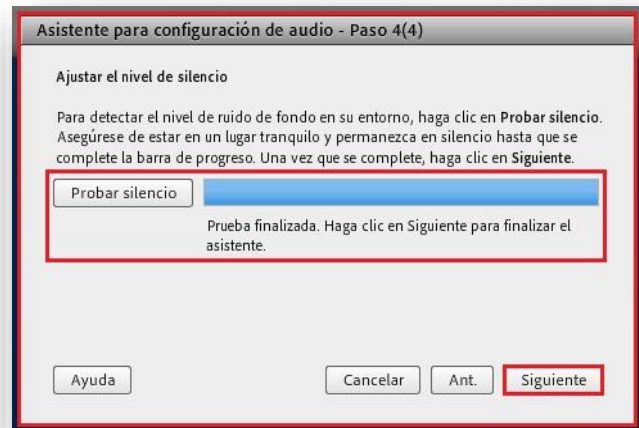 Asistente para configuración de audio - Paso 4(4)
Ajustar el nivel de silencio
Para detectar el nivel de ruido de fondo en su entorno, haga clic en Probar silencio.
Asegúrese de estar en un lugar tranquilo y permanezca en silencio hasta que se
complete la barra de progreso. Una vez que se complete, haga clic en Siguiente.
Probar silencio
Prueba finalizada. Haga clic en Siguiente para finalizar el
asistente.
Ayuda Cancelar Ant. Siguiente